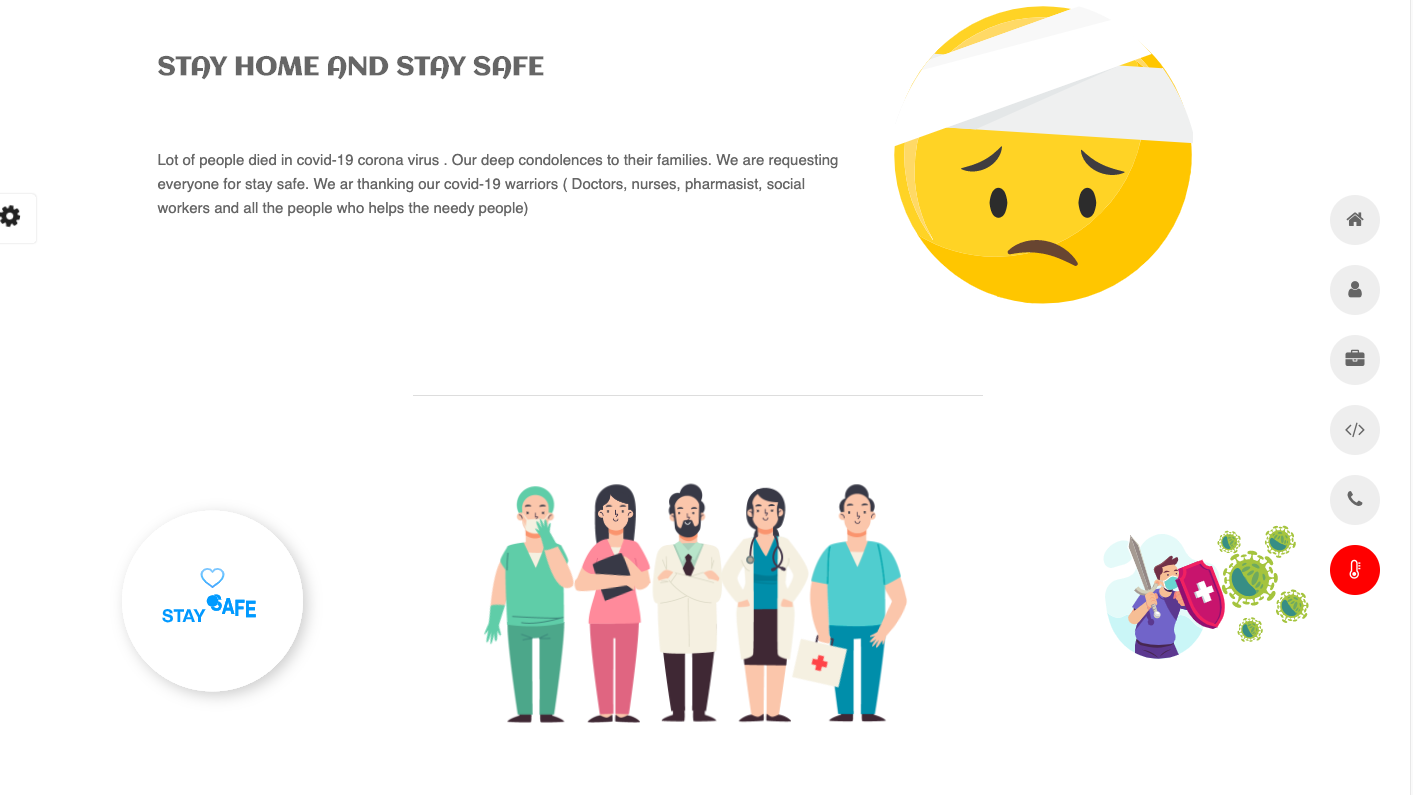 STAY HOME AND STAY SAFE
Lot of people died in covid-19 corona virus . Our deep condolences to their families. We are requesting
everyone for stay safe. We ar thanking our covid-19 warriors ( Doctors, nurses, pharmasist, social
workers and all the people who helps the needy people)
STAY SAFE